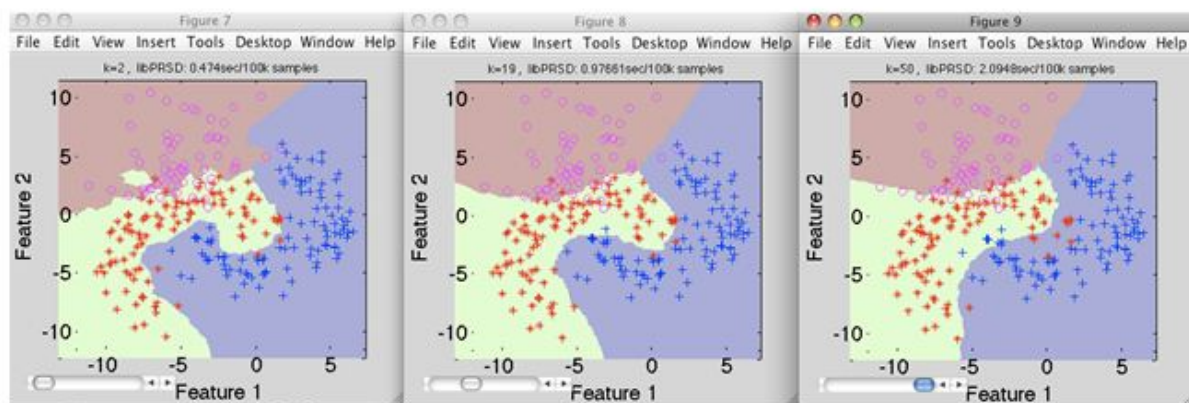 Figure 7
File Edit View Insert Tools Desktop Window Help
k=2 , libPRSD: 0.474sec/100k samples
10
5
0
-5
-10
Feature 2
-10 -5 0 5
Feature 1
Figure 8
File Edit View Insert Tools Desktop Window Help
k=19 , libPRSD: 0.97661sec/100k samples
10
5
0
-5
-10
Feature 2
-10 -5 0 5
Feature 1
Figure 9
File Edit View Insert Tools Desktop Window Help
k=50 , libPRSD: 2.0948sec/100k samples
10
5
0
-5
-10
Feature 2
-10 -5 0 5
Feature 1